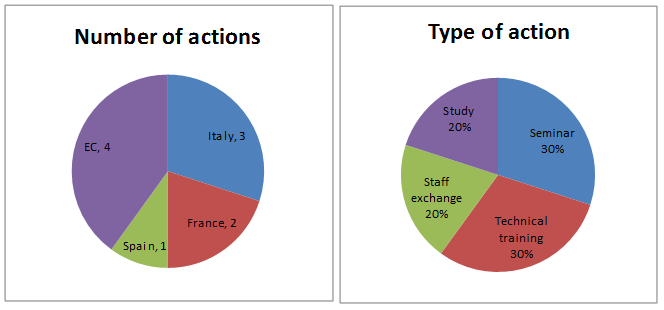 Number of actions
Italy, 3
France, 2
Spain, 1
EC, 4
Type of action
Seminar
30%
Technical
training
30%
Staff
exchange
20%
Study
20%